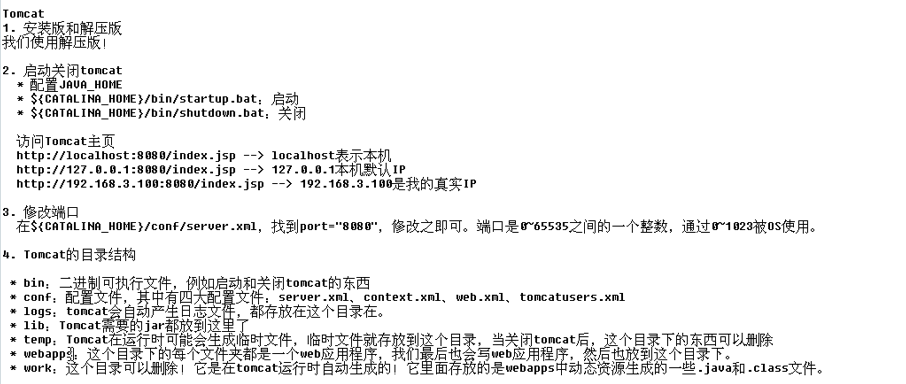 Tomcat
1. 安装版和解压版
我们使用解压版!
2. 启动关闭tomcat
* 配置JAVA_HOME
* ${CATALINA_HOME}/bin/startup.bat;启动
* ${CATALINA_HOME}/bin/shutdown.bat;关闭
访问Tomcat主页
http://localhost:8080/index.jsp --> localhost表示本机
http://127.0.0.1:8080/index.jsp --> 127.0.0.1本机默认IP
http://192.168.3.100:8080/index.jsp --> 192.168.3.100是我的真实IP
3. 修改端口
在${CATALINA_HOME}/conf/server.xml,找到port="8080",修改之即可。端口是0~65535之间的一个整数,通过0~1023被OS使用。
4. Tomcat的目录结构
* bin:二进制可执行文件,例如启动和关闭tomcat的东西
* conf:配置文件,其中有四大配置文件:server.xml、context.xml、web.xml、tomcatusers.xml
* logs:tomcat会自动产生日志文件,都存放在这个目录在。
* lib:Tomcat需要的jar都放到这里了
* temp:Tomcat在运行时可能会生成临时文件,临时文件就存放到这个目录,当关闭tomcat后,这个目录下的东西可以删除
* webapps:这个目录下的每个文件夹都是一个web应用程序,我们最后也会写web应用程序,然后也放到这个目录下。
* work:这个目录可以删除!它是在tomcat运行时自动生成的!它里面存放的是webapps中动态资源生成的一些.java和.class文件。